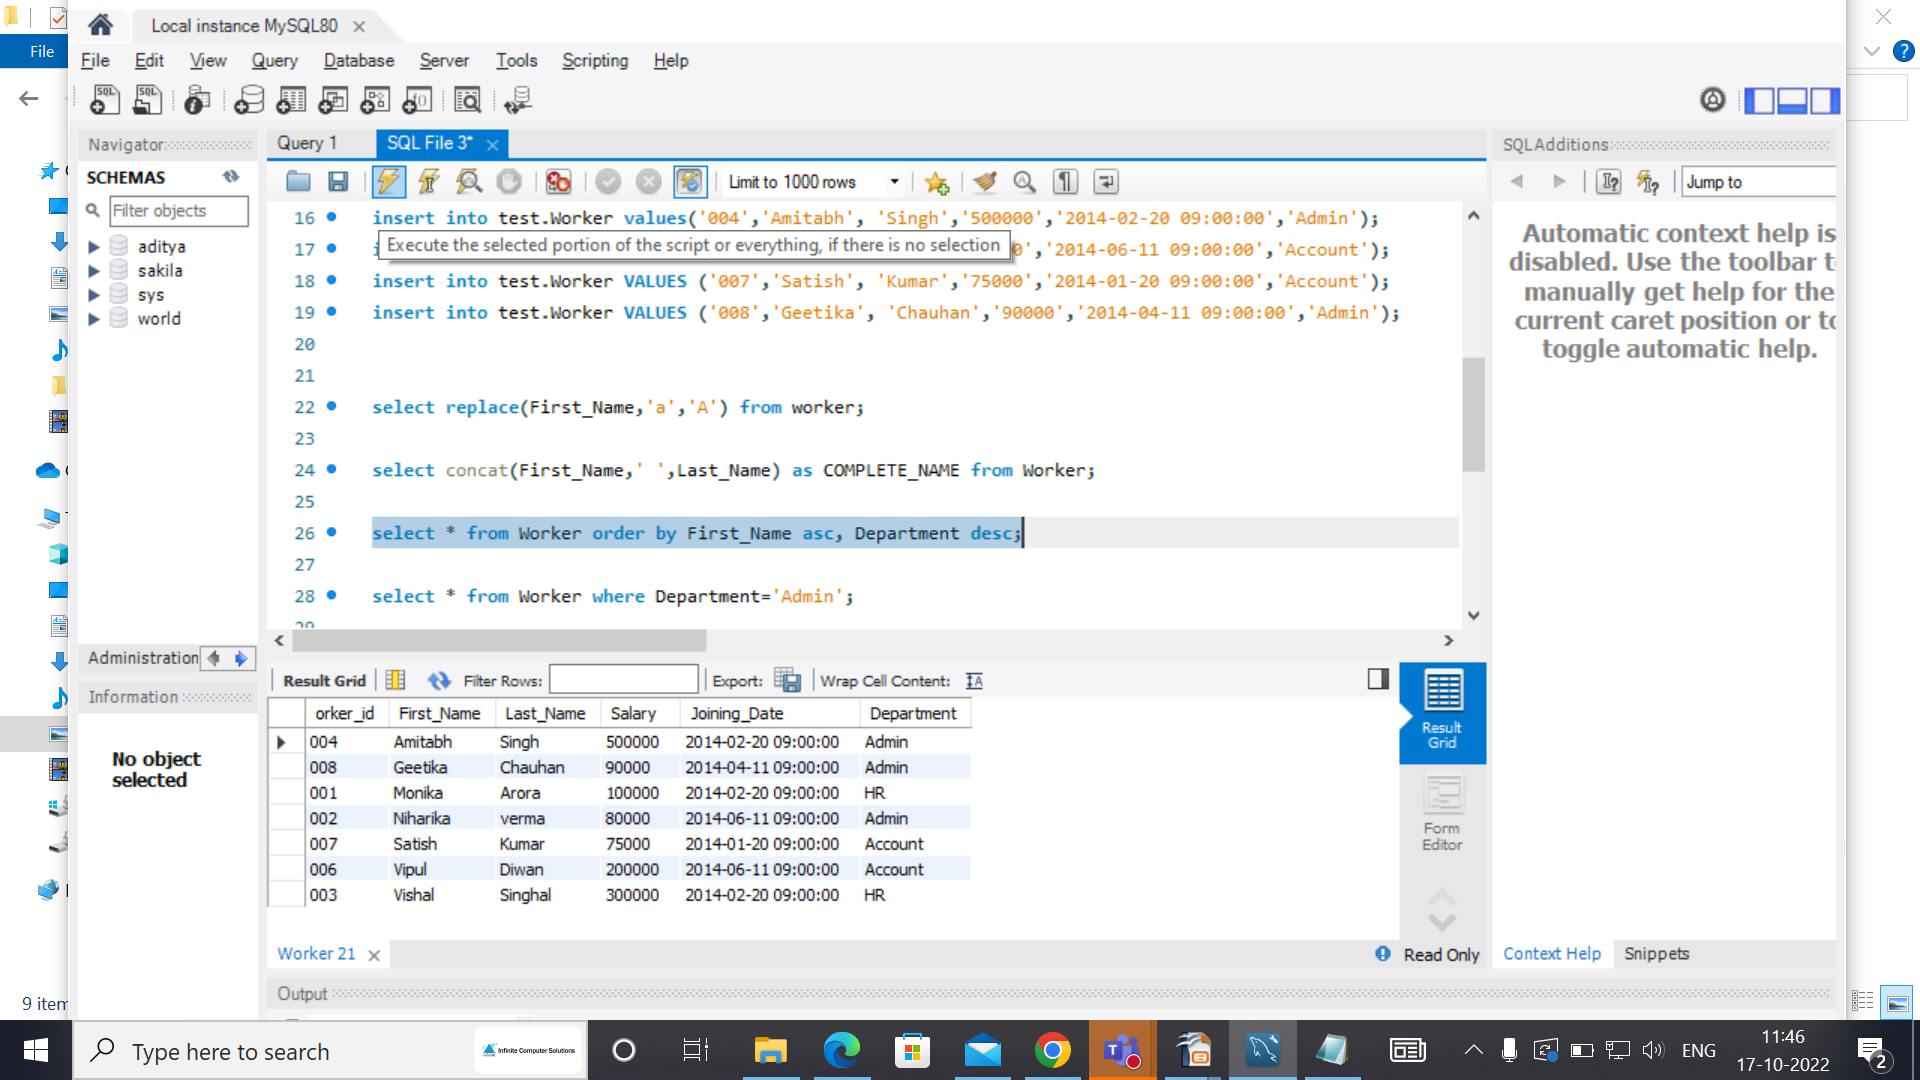 Local instance MySQL80
File
File Edit View Query Database Server Tools Scripting Help
Navigator
Query 1
SQL File 3*
SQLAdditions
SCHEMAS
Limit to 1000 rows
Jump to
Filter objects
aditya
sakila
sys
world
16 insert into test.Worker values('004','Amitabh', 'Singh','500000','2014-02-20 09:00:00','Admin');
Execute the selected portion of the script or everything, if there is no selection
17 0','2014-06-11 09:00:00','Account');
18 insert into test.Worker VALUES ('007','Satish', 'Kumar','75000','2014-01-20 09:00:00','Account');
19 insert into test.Worker VALUES ('008','Geetika', 'Chauhan','90000','2014-04-11 09:00:00','Admin');
20
21
22 select replace(First_Name,'a','A') from worker;
23
24 select concat(First_Name,' ',Last_Name) as COMPLETE_NAME from Worker;
25
26 select * from Worker order by First_Name asc, Department desc;
27
28 select * from Worker where Department='Admin';
Automatic context help is
disabled. Use the toolbar t
manually get help for the
current caret position or to
toggle automatic help.
Administration
Information
No object
selected
Result Grid Filter Rows: Export: Wrap Cell Content:
orker_id First_Name Last_Name Salary Joining_Date Department
004 Amitabh Singh 500000 2014-02-20 09:00:00 Admin
008 Geetika Chauhan 90000 2014-04-11 09:00:00 Admin
001 Monika Arora 100000 2014-02-20 09:00:00 HR
002 Niharika verma 80000 2014-06-11 09:00:00 Admin
007 Satish Kumar 75000 2014-01-20 09:00:00 Account
006 Vipul Diwan 200000 2014-06-11 09:00:00 Account
003 Vishal Singhal 300000 2014-02-20 09:00:00 HR
Result
Grid
Form
Editor
Worker 21
Read Only
Context Help
Snippets
Output
9 item
Type here to search
Infinite Computer Solutions
ENG
11:46
17-10-2022
2